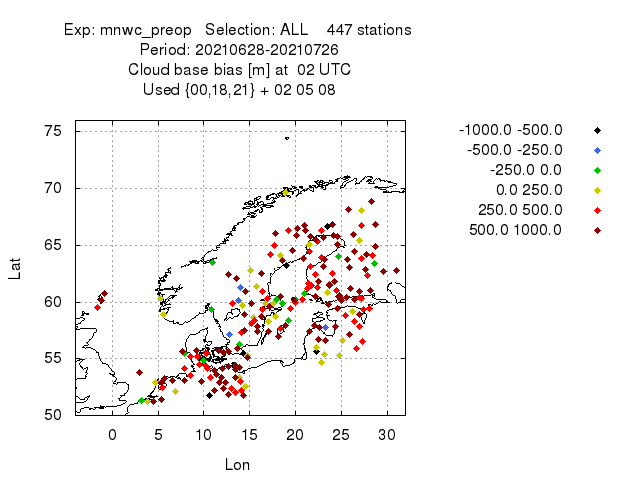 Exp: mnwc_preop   Selection: ALL    447 stations
Period: 20210628-20210726
Cloud base bias [m] at  02 UTC
Used {00,18,21} + 02 05 08
-1000.0 -500.0
-500.0 -250.0
-250.0 0.0
0.0 250.0
250.0 500.0
500.0 1000.0
75
70
65
60
55
50
Lat
0 5 10 15 20 25 30
Lon